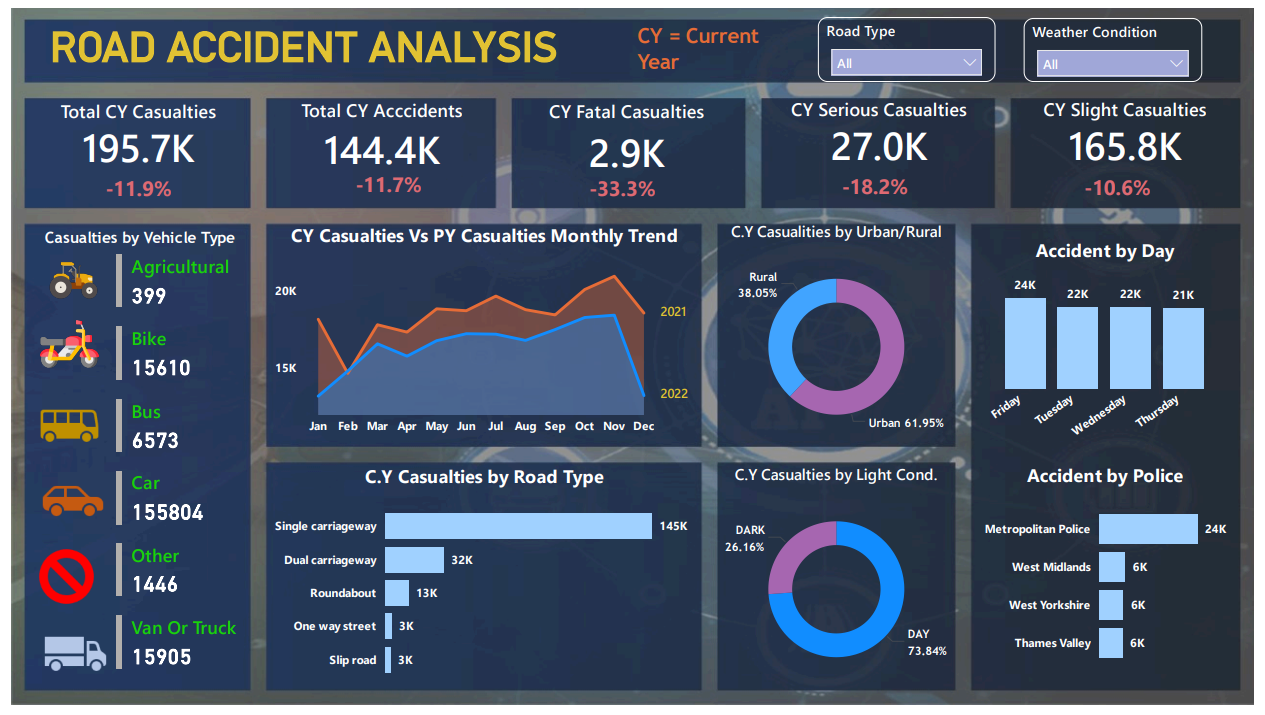 ROAD ACCIDENT ANALYSIS
CY = Current
Year
Road Type
All
Weather Condition
All
Total CY Casualties
195.7K
-11.9%
Total CY Acccidents
144.4K
-11.7%
CY Fatal Casualties
2.9K
-33.3%
CY Serious Casualties
27.0K
-18.2%
CY Slight Casualties
165.8K
-10.6%
Casualties by Vehicle Type
Agricultural
399
Bike
15610
Bus
6573
Car
155804
Other
1446
Van Or Truck
15905
CY Casualties Vs PY Casualties Monthly Trend
20K
15K
2021
2022
Jan Feb Mar Apr May Jun Jul Aug Sep Oct Nov Dec
C.Y Casualties by Road Type
Single carriageway 145K
Dual carriageway 32K
Roundabout 13K
One way street 3K
Slip road 3K
C.Y Casualities by Urban/Rural
Rural
38.05%
Urban 61.95%
C.Y Casualties by Light Cond.
DARK
26.16%
DAY
73.84%
Accident by Day
24K 22K 22K 21K
Friday Tuesday Wednesday Thursday
Accident by Police
Metropolitan Police 24K
West Midlands 6K
West Yorkshire 6K
Thames Valley 6K